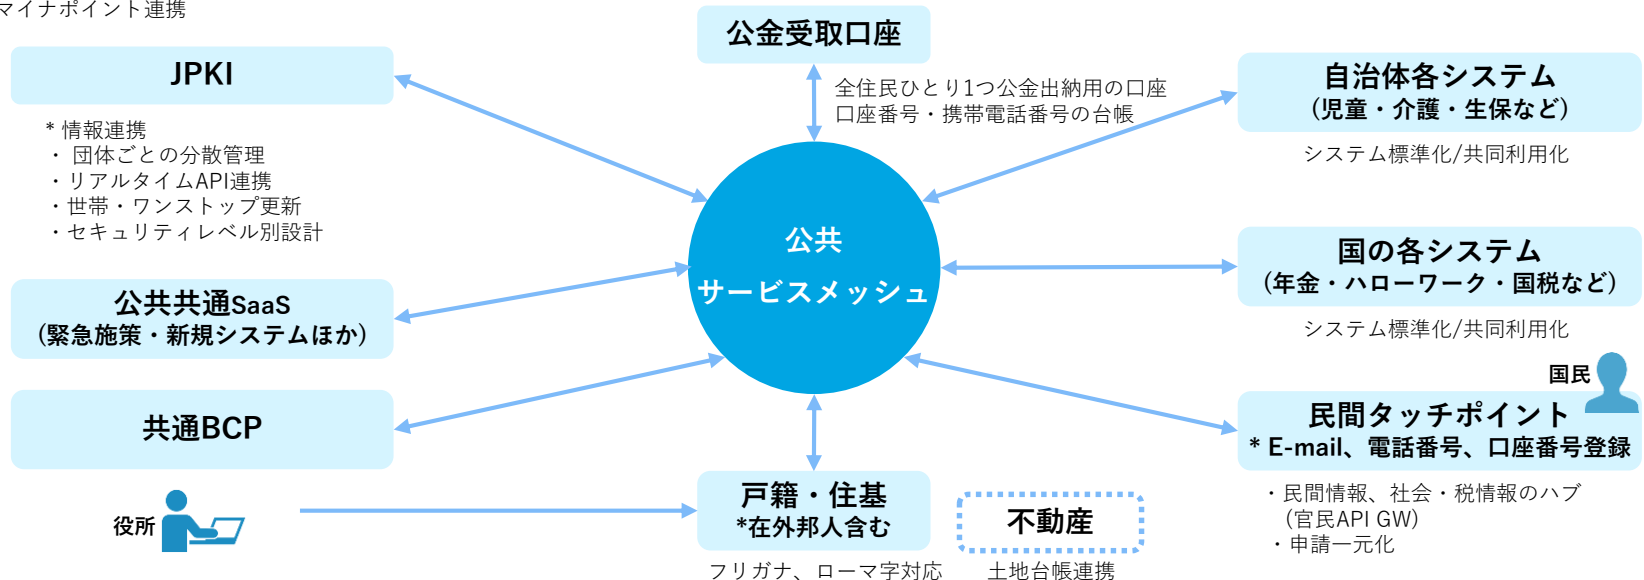 マイナポイント連携
JPKI
* 情報連携
・ 団体ごとの分散管理
・リアルタイムAPI連携
・世帯・ワンストップ更新
・セキュリティレベル別設計
公共共通SaaS
(緊急施策・新規システムほか)
共通BCP
役所
公金受取口座
全住民ひとり1つ公金出納用の口座
口座番号・携帯電話番号の台帳
公共
サービスメッシュ
戸籍・住基
*在外邦人含む
フリガナ、ローマ字対応
不動産
土地台帳連携
自治体各システム
(児童・介護・生保など)
システム標準化/共同利用化
国の各システム
(年金・ハローワーク・国税など)
システム標準化/共同利用化
国民
民間タッチポイント
* E-mail、電話番号、口座番号登録
・民間情報、社会・税情報のハブ
(官民API GW)
・申請一元化